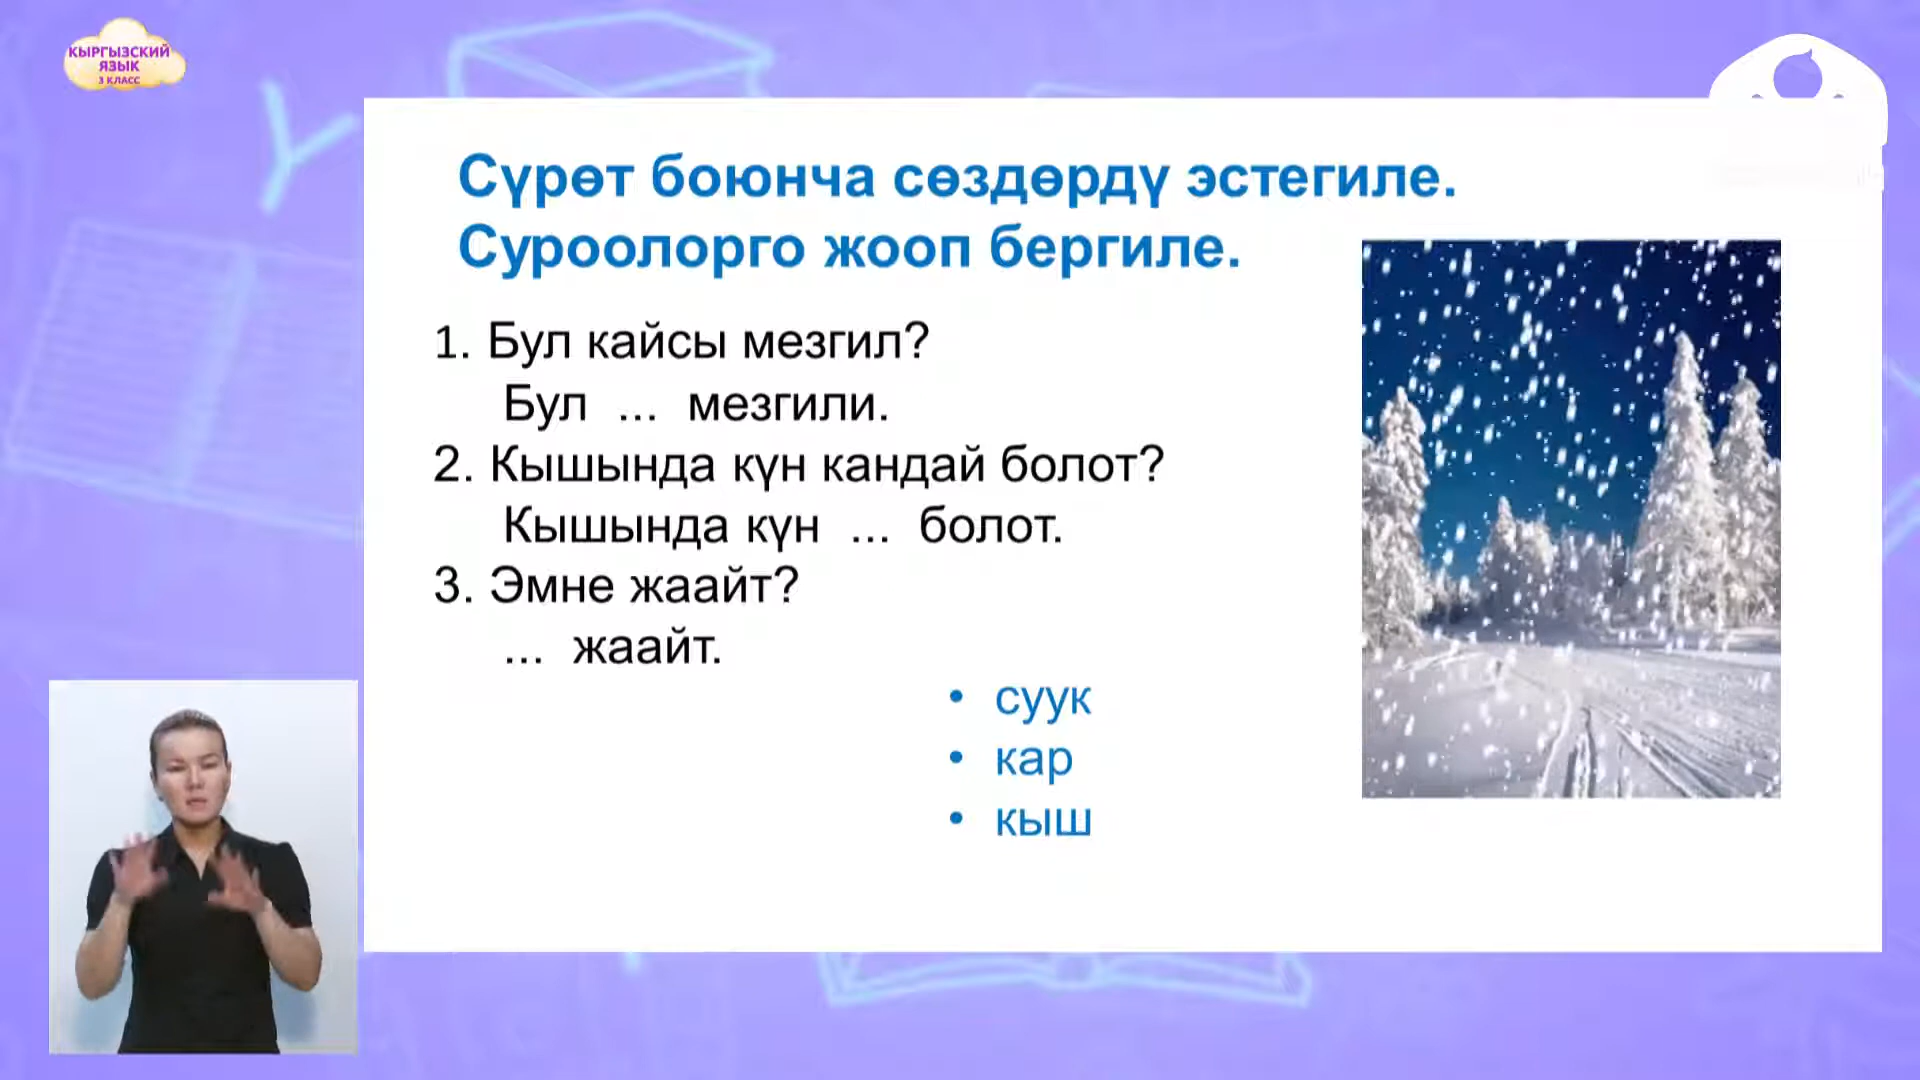 КЫРГЫЗСКИЙ
ЯЗЫК
3 КЛАСС
Сүрөт боюнча сөздөрдү эстегиле.
Суроолорго жооп бергиле.
1. Бул кайсы мезгил?
Бул ... мезгили.
2. Кышында күн кандай болот?
Кышында күн ... болот.
3. Эмне жаайт?
... жаайт.
• суук
• кар
• кыш